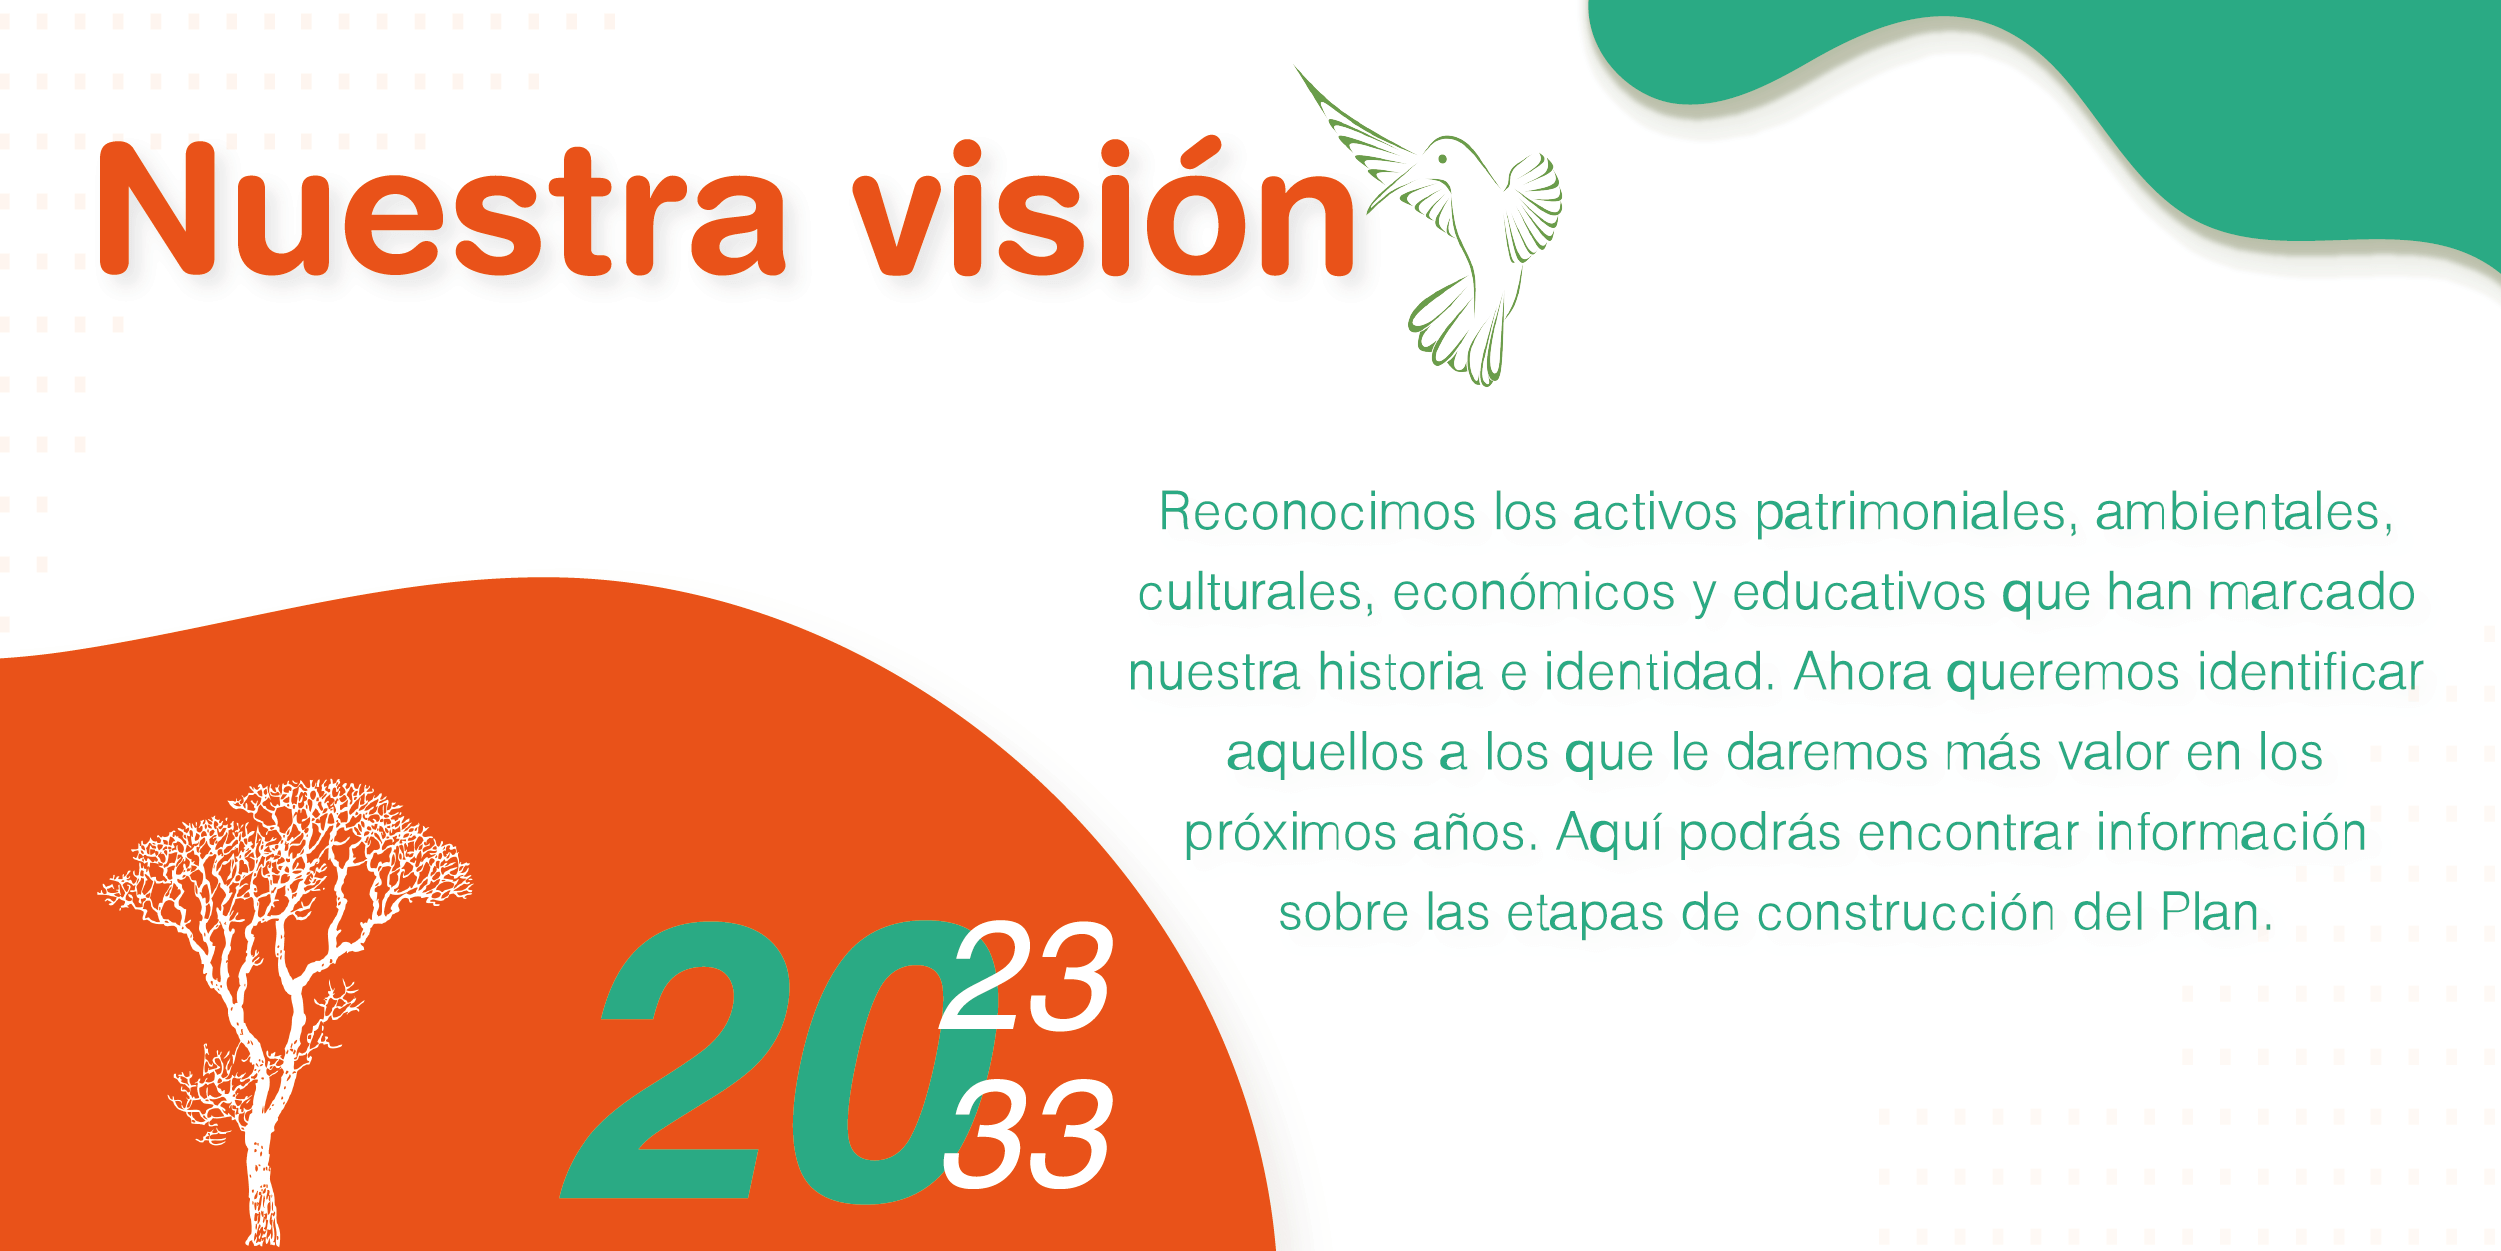 Nuestra visión
Reconocimos los activos patrimoniales, ambientales,
culturales, económicos y educativos que han marcado
nuestra historia e identidad. Ahora queremos identificar
aquellos a los que le daremos más valor en los
próximos años. Aquí podrás encontrar información
sobre las etapas de construcción del Plan.
20
23
33